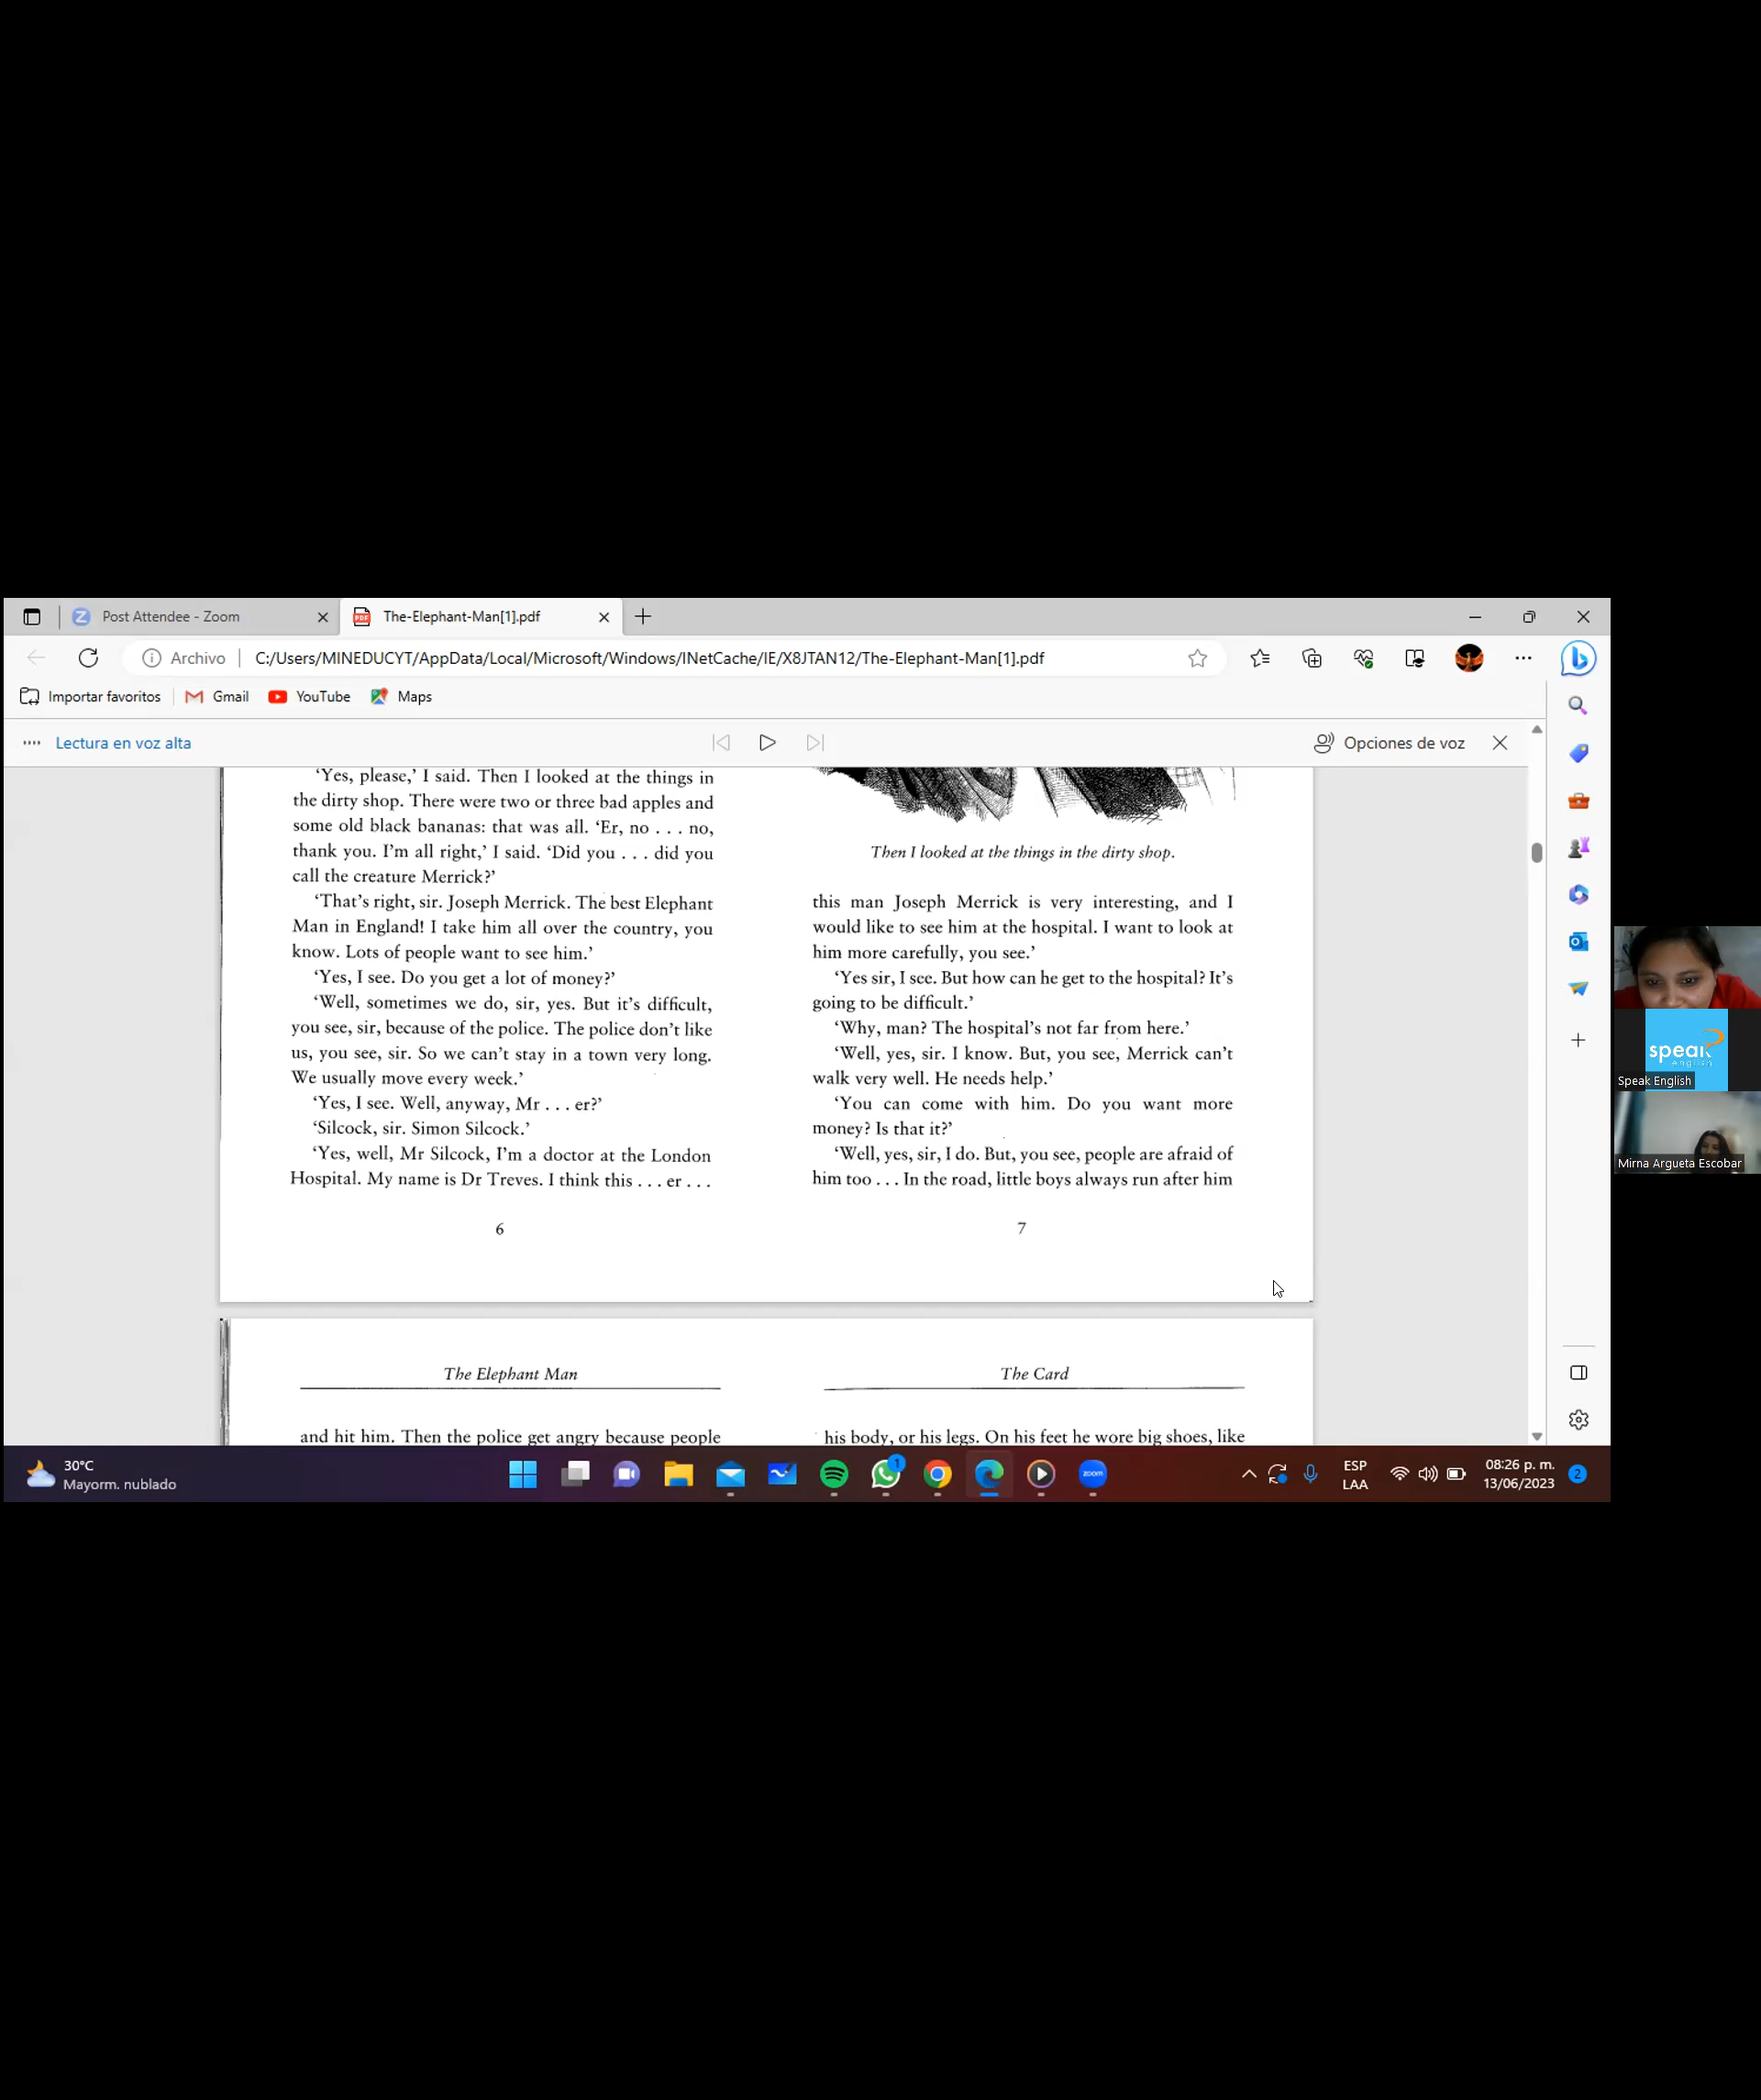 Post Attendee - Zoom
The-Elephant-Man[1].pdf
Archivo
C:/Users/MINEDUCYT/AppData/Local/Microsoft/Windows/INetCache/IE/X8JTAN12/The-Elephant-Man[1].pdf
Importar favoritos
Gmail
YouTube
Maps
Lectura en voz alta
Opciones de voz
‘Yes, please,’ I said. Then I looked at the things in
the dirty shop. There were two or three bad apples and
some old black bananas: that was all. ‘Er, no . . . no,
thank you. I’m all right,’ I said. ‘Did you . . . did you
call the creature Merrick?’
‘That’s right, sir. Joseph Merrick. The best Elephant
Man in England! I take him all over the country, you
know. Lots of people want to see him.’
‘Yes, I see. Do you get a lot of money?’
‘Well, sometimes we do, sir, yes. But it’s difficult,
you see, sir, because of the police. The police don’t like
us, you see, sir. So we can’t stay in a town very long.
We usually move every week.’
‘Yes, I see. Well, anyway, Mr . . . er?’
‘Silcock, sir. Simon Silcock.’
‘Yes, well, Mr Silcock, I’m a doctor at the London
Hospital. My name is Dr Treves. I think this . . . er . . .
6
Then I looked at the things in the dirty shop.
this man Joseph Merrick is very interesting, and I
would like to see him at the hospital. I want to look at
him more carefully, you see.’
‘Yes sir, I see. But how can he get to the hospital? It’s
going to be difficult.’
‘Why, man? The hospital’s not far from here.’
‘Well, yes, sir. I know. But, you see, Merrick can’t
walk very well. He needs help.’
‘You can come with him. Do you want more
money? Is that it?’
‘Well, yes, sir, I do. But, you see, people are afraid of
him too . . . In the road, little boys always run after him
7
The Elephant Man
and hit him. Then the police get angry because people
The Card
his body, or his legs. On his feet he wore big shoes, like
speak
english
Speak English
Mirna Argueta Escobar
30°C
Mayorm. nublado
1
zoom
ESP
LAA
08:26 p. m.
13/06/2023
2